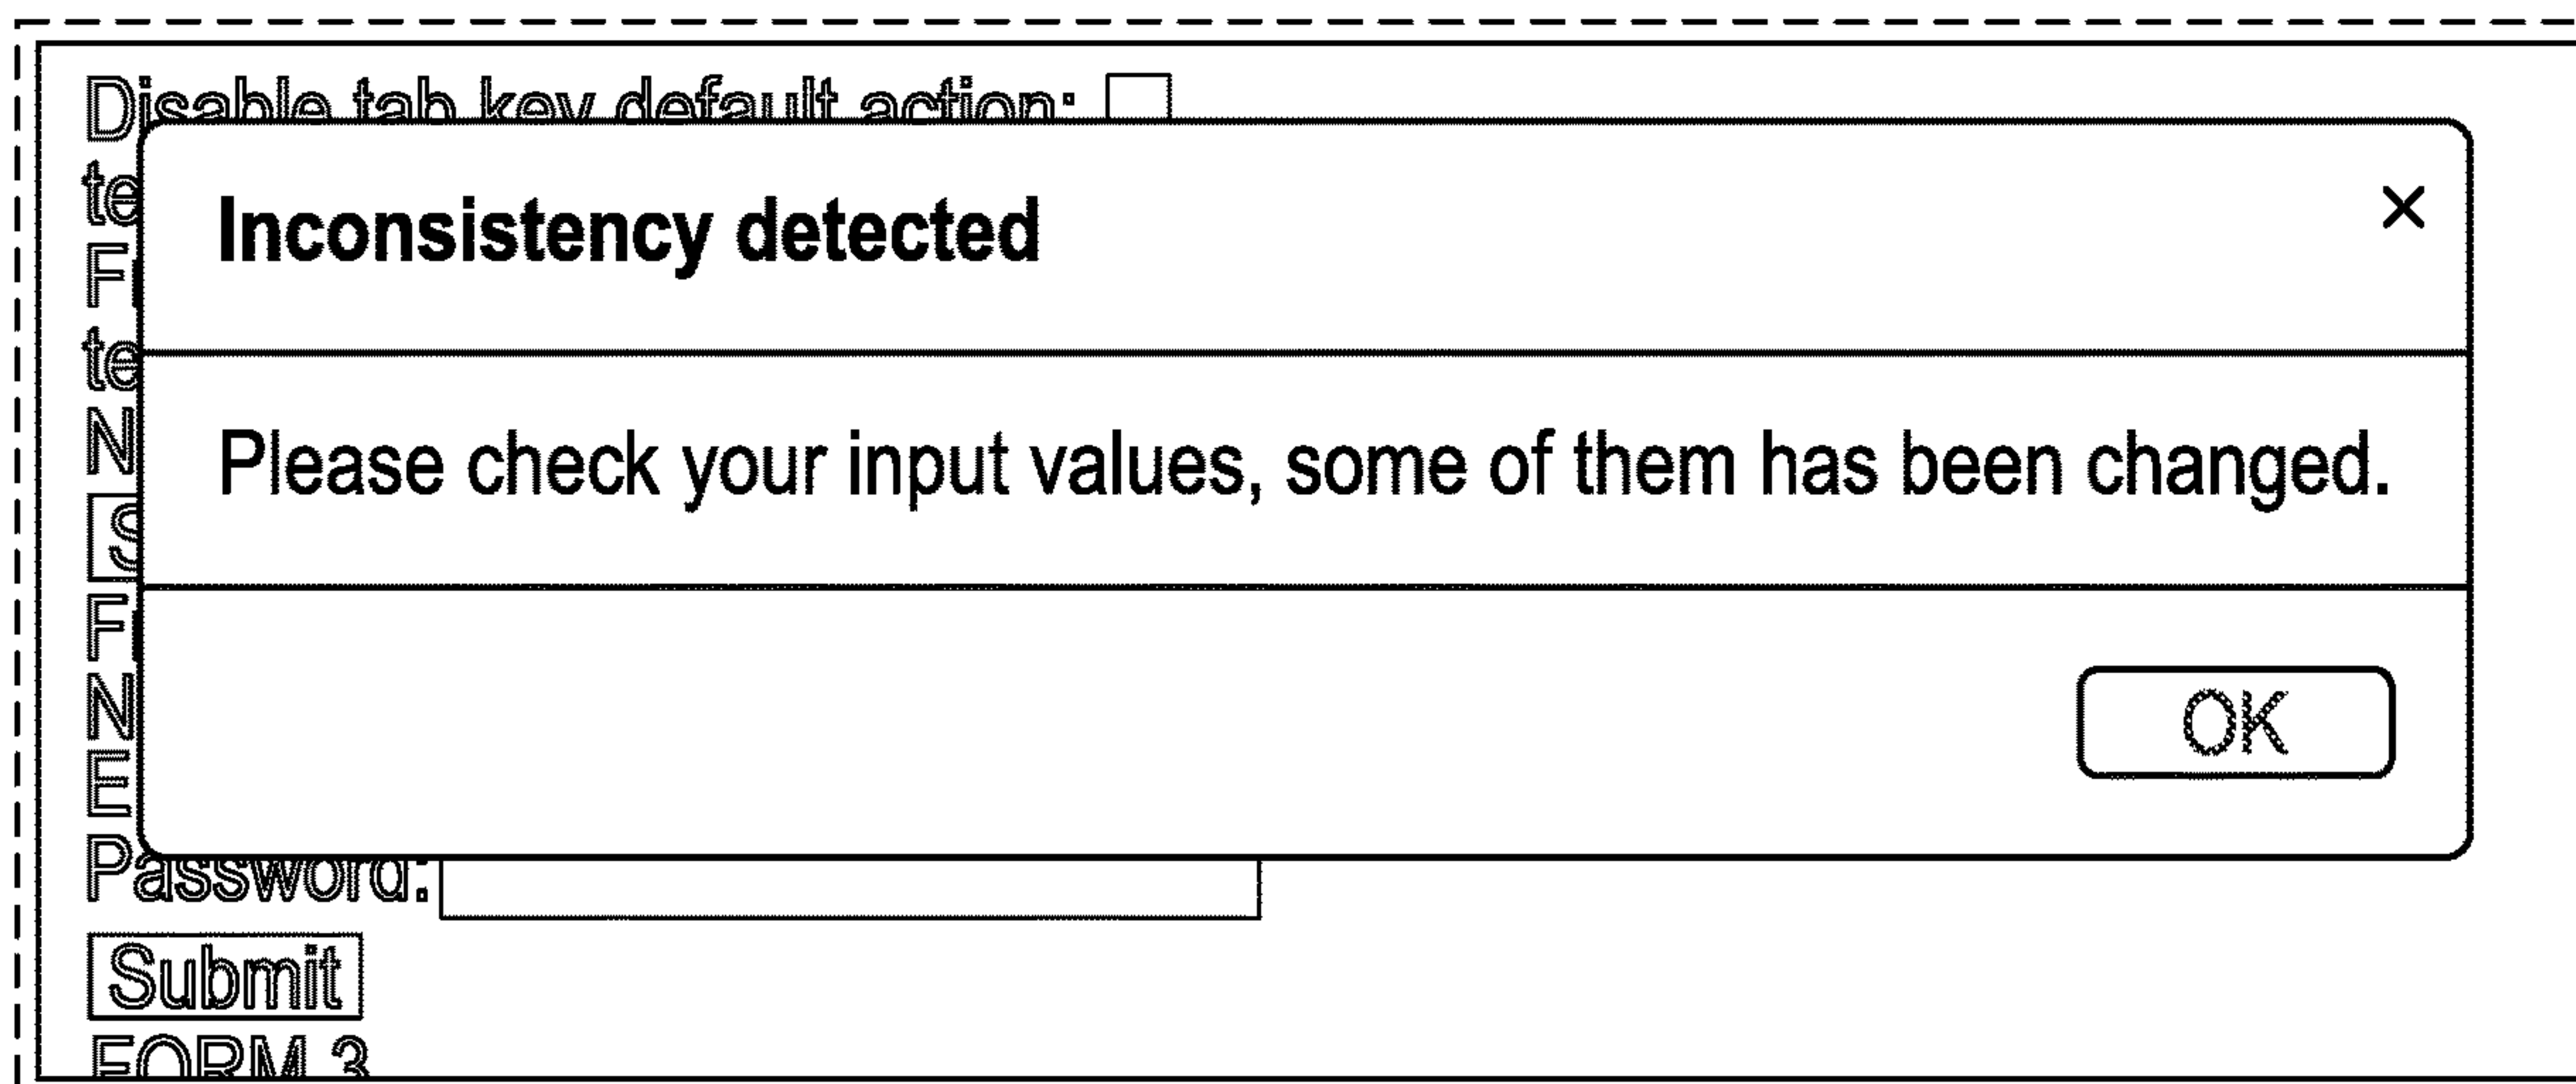 Disable tab key default action:
Inconsistency detected
×
Please check your input values, some of them has been changed.
OK
Password:
Submit
FORM 3